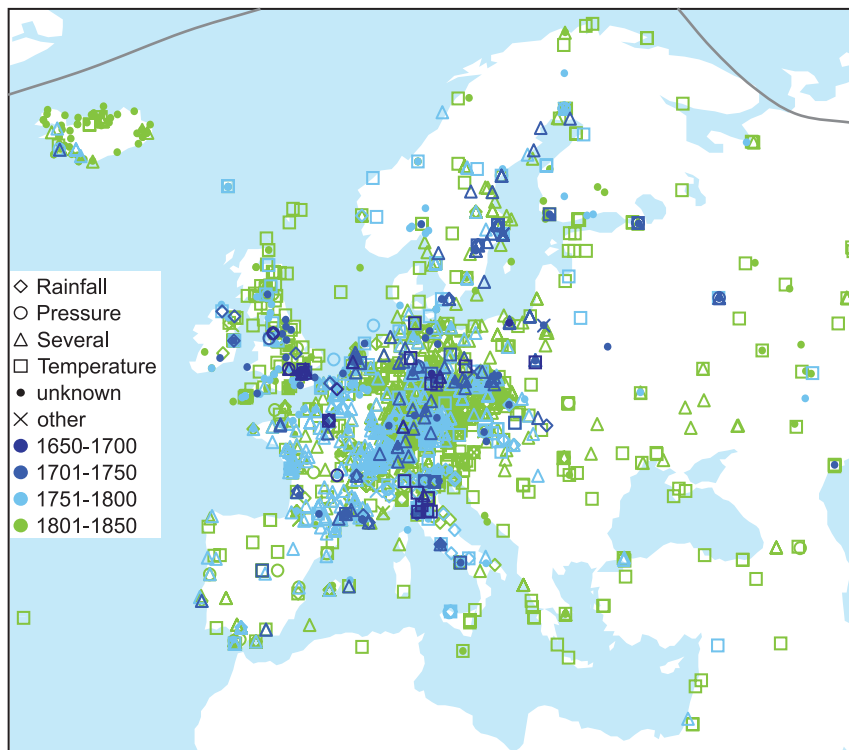 Rainfall
Pressure
Several
Temperature
unknown
other
1650-1700
1701-1750
1751-1800
1801-1850